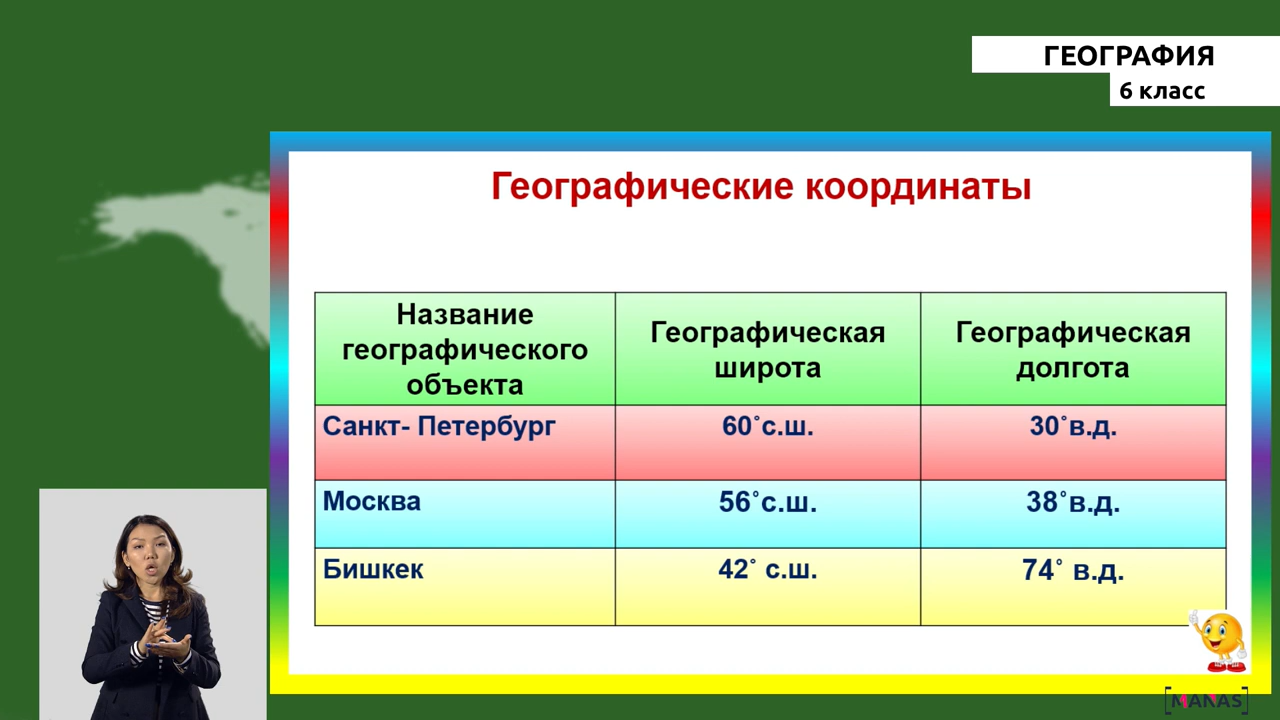 ГЕОГРАФИЯ
6 класс
Географические координаты
Название географического объекта
Географическая широта
Географическая долгота
Санкт- Петербург 60˚с.ш. 30˚в.д.
Москва 56˚с.ш. 38˚в.д.
Бишкек 42˚ с.ш. 74˚ в.д.
[MANAS]